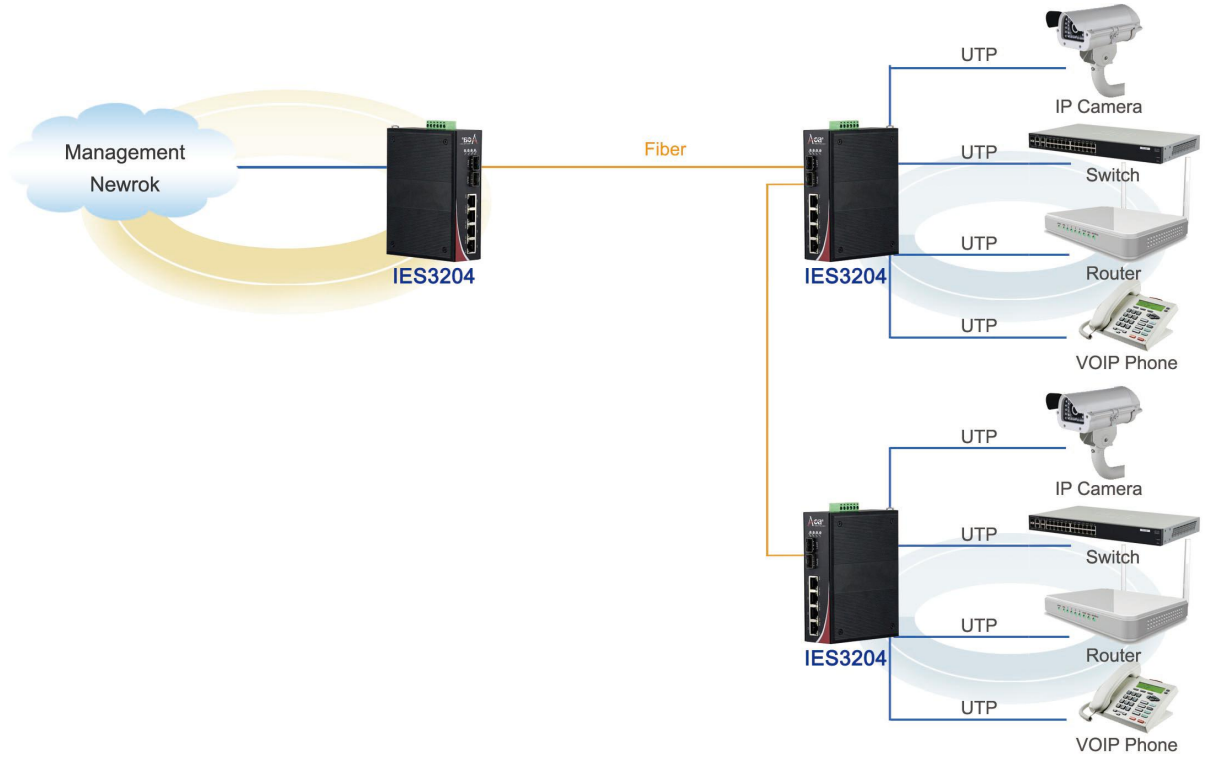 Management
Newrok
IES3204
Fiber
IES3204
UTP
IP Camera
UTP
Switch
UTP
Router
UTP
VOIP Phone
IES3204
UTP
IP Camera
UTP
Switch
UTP
Router
UTP
VOIP Phone